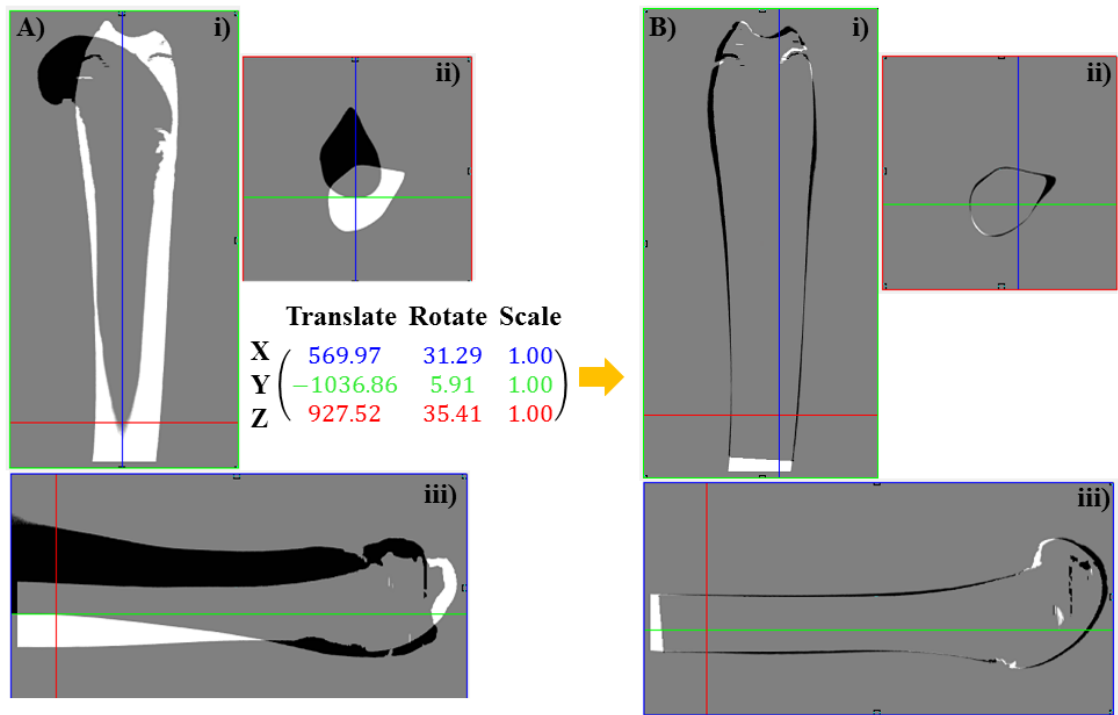 A)
i)
ii)
Translate Rotate Scale
X 569.97 31.29 1.00
Y −1036.86 5.91 1.00
Z 927.52 35.41 1.00
iii)
B)
i)
ii)
iii)